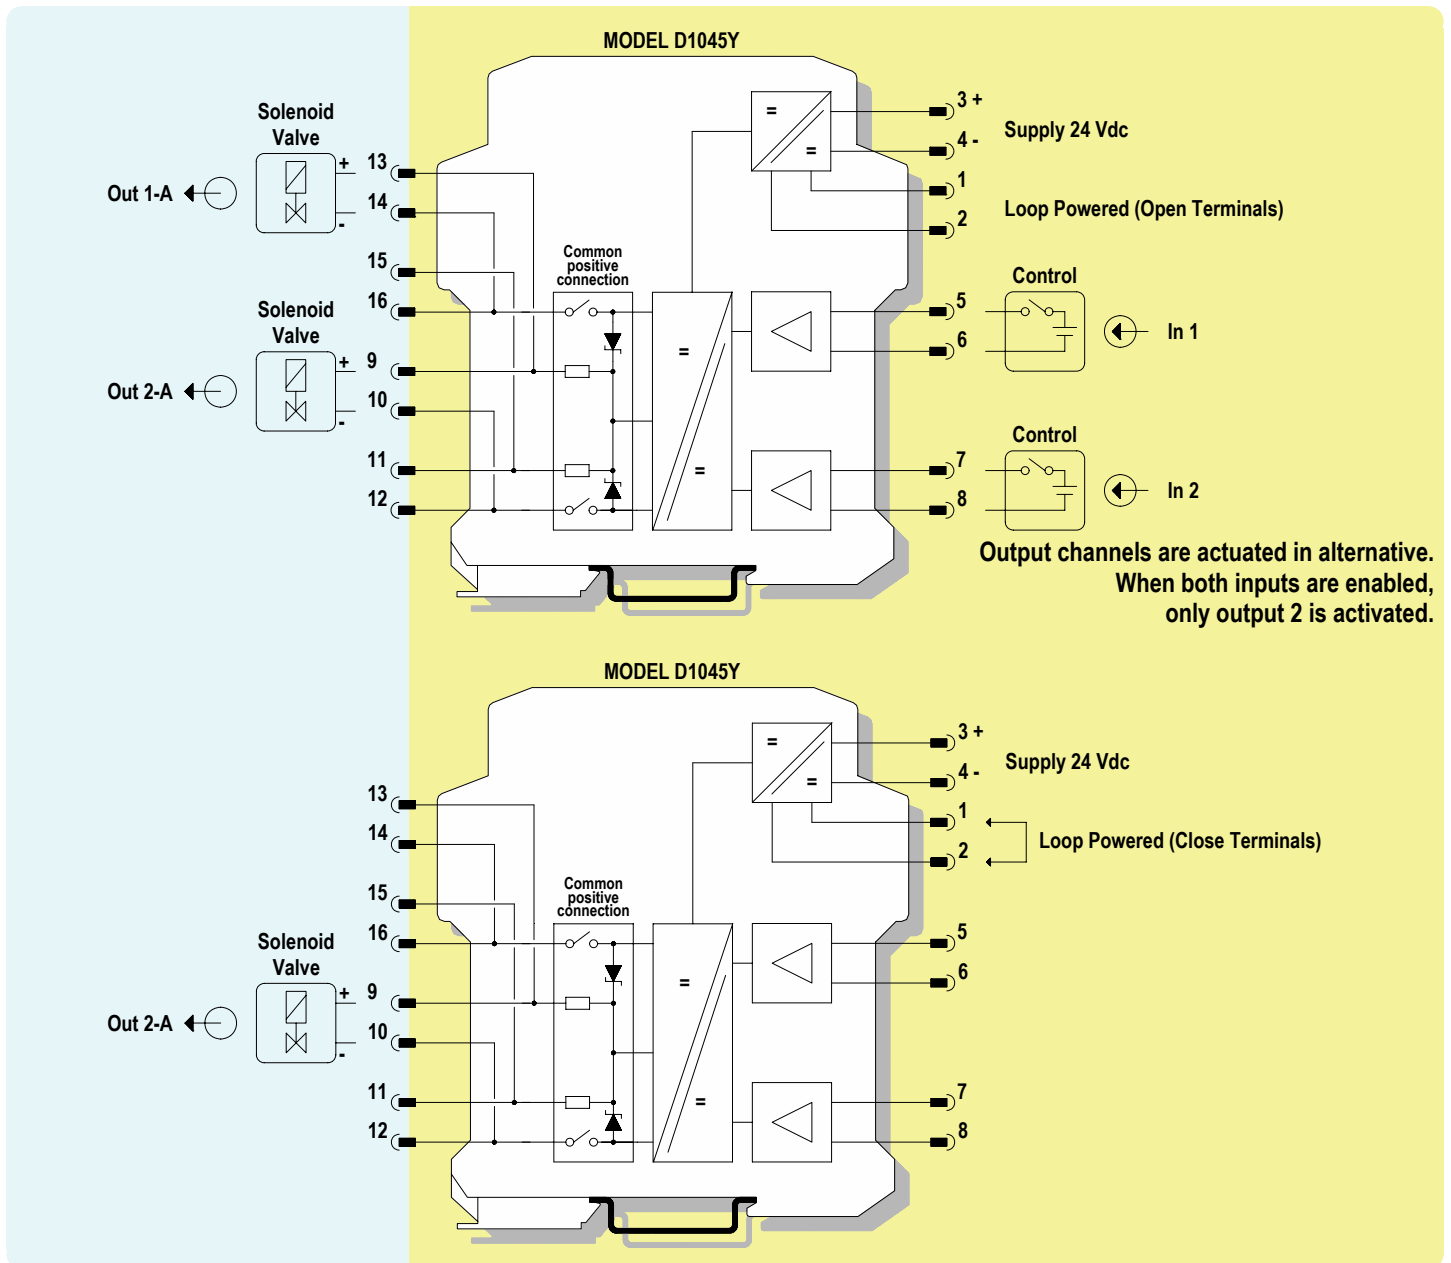 MODEL D1045Y
Solenoid
Valve
+ 13
14
-
Out 1-A
15
16
Solenoid
Valve
+ 9
10
-
Out 2-A
11
12
Common
positive
connection
=
=
=
=
3 +
4 -
Supply 24 Vdc
1
2
Loop Powered (Open Terminals)
Control
5
6
In 1
Control
7
8
In 2
Output channels are actuated in alternative.
When both inputs are enabled,
only output 2 is activated.
MODEL D1045Y
13
14
15
16
Solenoid
Valve
+ 9
10
-
Out 2-A
11
12
Common
positive
connection
=
=
=
=
3 +
4 -
Supply 24 Vdc
1
2
Loop Powered (Close Terminals)
5
6
7
8